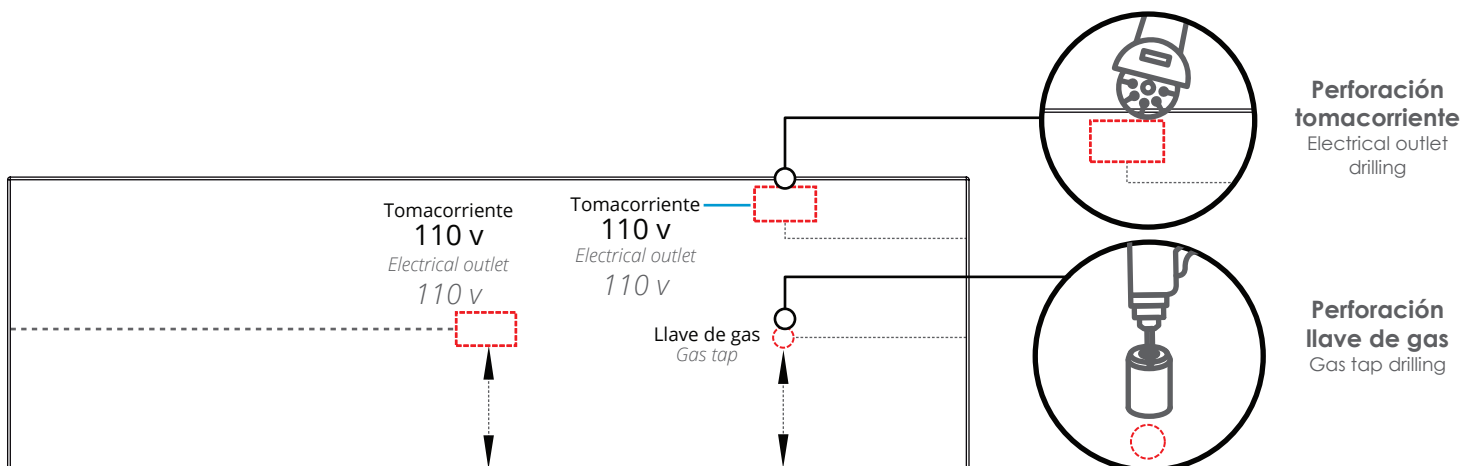 Perforación
tomacorriente
Electrical outlet
drilling
Tomacorriente
110 v
Electrical outlet
110 v
Tomacorriente
110 v
Electrical outlet
110 v
Llave de gas
Gas tap
Perforación
llave de gas
Gas tap drilling